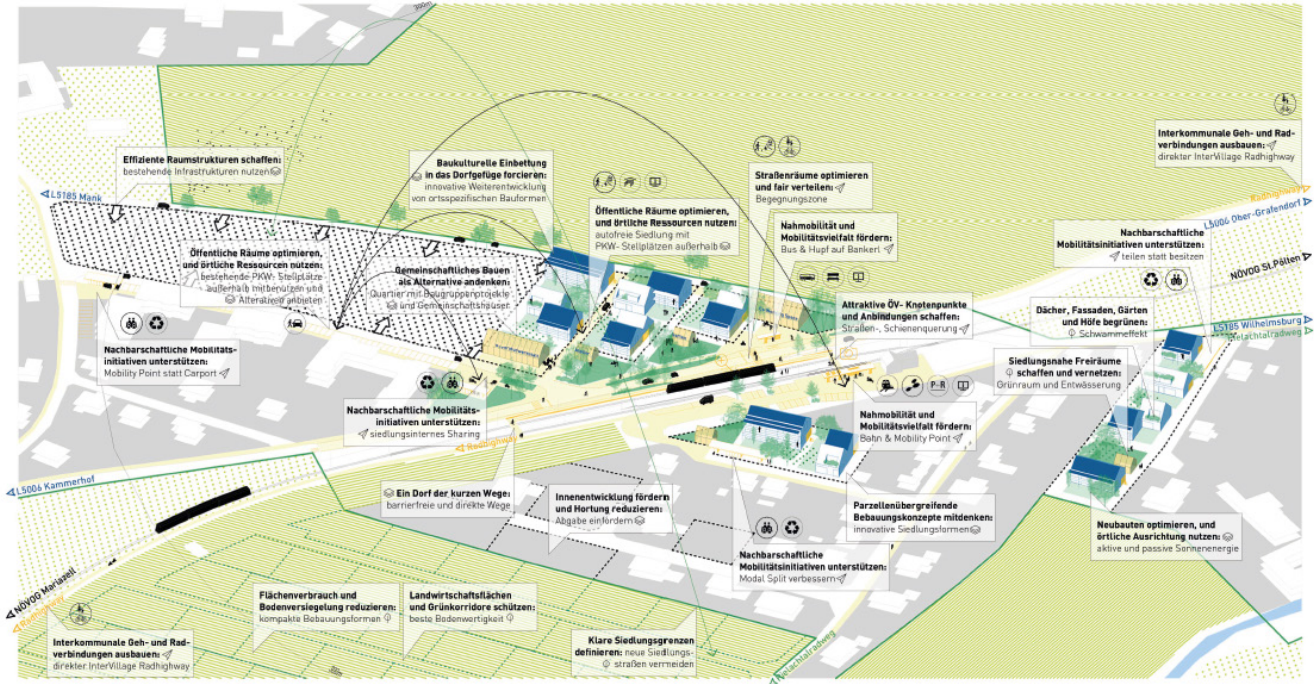 300m
Interkommunale Geh- und Rad-
verbindungen ausbauen:
direkter InterVillage Radhighway
Effiziente Raumstrukturen schaffen:
bestehende Infrastrukturen nutzen
Baukulturelle Einbettung
in das Dorfgefüge forcieren:
innovative Weiterentwicklung
von ortsspezifischen Bauformen
Straßenräume optimieren
und fair verteilen:
Begegnungszone
L5185 Mank
Radhighway
L5006 Ober-Grafendorf
Öffentliche Räume optimieren,
und örtliche Ressourcen nutzen:
autofreie Siedlung mit
PKW- Stellplätzen außerhalb
Nahmobilität und
Mobilitätsvielfalt fördern:
Bus & Hupf auf Bankerl
Nachbarschaftliche
Mobilitätsinitiativen unterstützen:
teilen statt besitzen
NÖVOG St.Pölten
Öffentliche Räume optimieren,
und örtliche Ressourcen nutzen:
bestehende PKW- Stellplätze
außerhalb mitbenutzen und
Alternativen anbieten
Gemeinschaftliches Bauen
als Alternative andenken:
Quartier mit Baugruppenprojekte
und Gemeinschaftshäuser
Attraktive ÖV- Knotenpunkte
und Anbindungen schaffen:
Straßen-, Schienenquerung
Dächer, Fassaden, Gärten
und Höfe begrünen:
Schwammeffekt
L5185 Wilhelmsburg
Pielachtalradweg
Nachbarschaftliche Mobilitäts-
initiativen unterstützen:
Mobility Point statt Carport
Siedlungsnahe Freiräume
schaffen und vernetzen:
Grünraum und Entwässerung
P-R
Nachbarschaftliche Mobilitäts-
initiativen unterstützen:
siedlungsinternes Sharing
Nahmobilität und
Mobilitätsvielfalt fördern:
Bahn & Mobility Point
Radhighway
L5006 Kammerhof
Ein Dorf der kurzen Wege:
barrierfreie und direkte Wege
Innenentwicklung fördern
und Hortung reduzieren:
Abgabe einfordern
Parzellenübergreifende
Bebauungskonzepte mitdenken:
innovative Siedlungsformen
Neubauten optimieren, und
örtliche Ausrichtung nutzen:
aktive und passive Sonnenenergie
Nachbarschaftliche
Mobilitätsinitiativen unterstützen:
Modal Split verbessern
NÖVOG Mariazell
Radhighway
Flächenverbrauch und
Bodenversiegelung reduzieren:
kompakte Bebauungsformen
Landwirtschaftsflächen
und Grünkorridore schützen:
beste Bodenwertigkeit
Interkommunale Geh- und Rad-
verbindungen ausbauen:
direkter InterVillage Radhighway
Klare Siedlungsgrenzen
definieren: neue Siedlungs-
straßen vermeiden
Pielachtalradweg